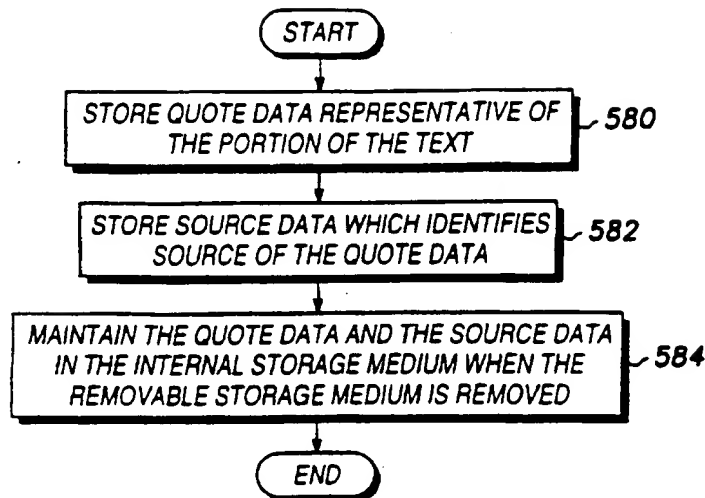 START
STORE QUOTE DATA REPRESENTATIVE OF
THE PORTION OF THE TEXT
580
STORE SOURCE DATA WHICH IDENTIFIES
SOURCE OF THE QUOTE DATA
582
MAINTAIN THE QUOTE DATA AND THE SOURCE DATA
IN THE INTERNAL STORAGE MEDIUM WHEN THE
REMOVABLE STORAGE MEDIUM IS REMOVED
584
END